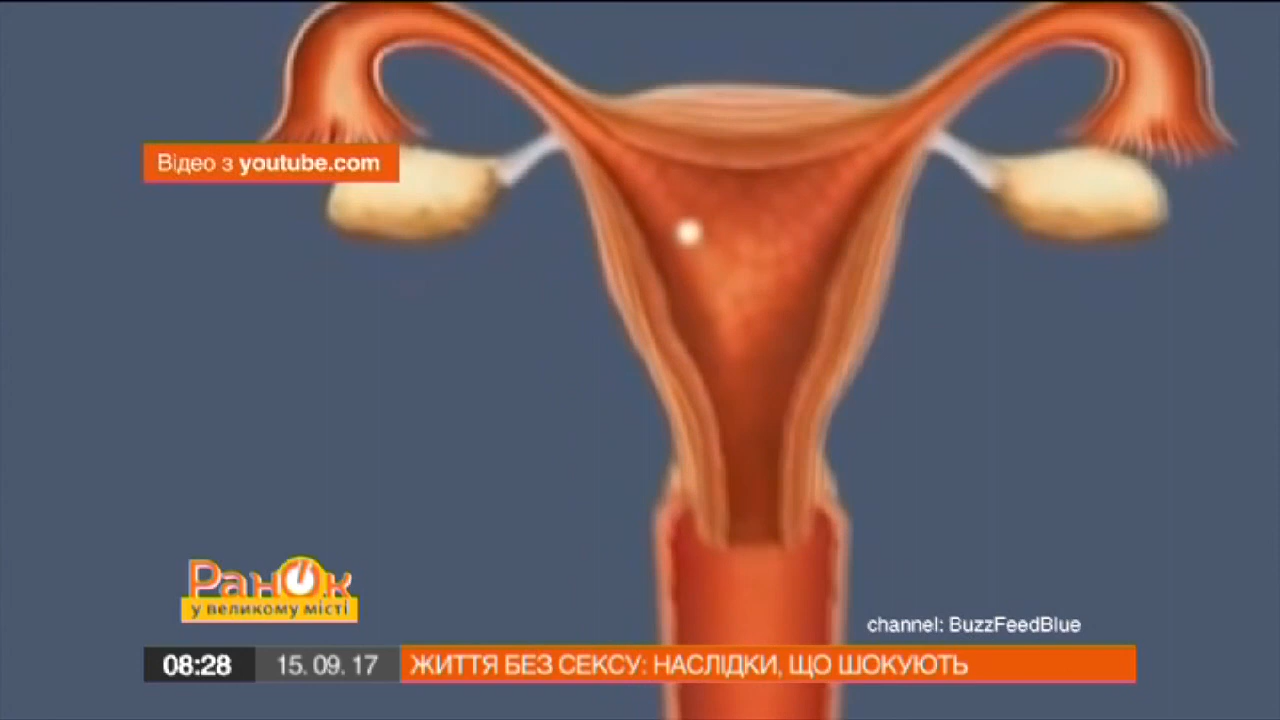 Відео з youtube.com
Ранок
у великому місті
channel: BuzzFeedBlue
08:28 15. 09. 17 ЖИТТЯ БЕЗ СЕКСУ: НАСЛІДКИ, ЩО ШОКУЮТЬ